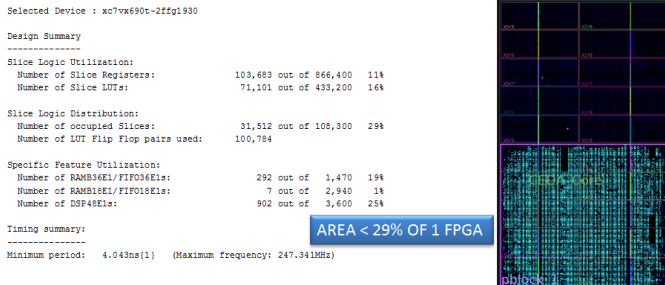 Selected Device : xc7vx690t-2ffg1930
Design Summary
--------------
Slice Logic Utilization:
Number of Slice Registers: 103,683 out of 866,400 11%
Number of Slice LUTs: 71,101 out of 433,200 16%
Slice Logic Distribution:
Number of occupied Slices: 31,512 out of 108,300 29%
Number of LUT Flip Flop pairs used: 100,784
Specific Feature Utilization:
Number of RAMB36E1/FIFO36E1s: 292 out of 1,470 19%
Number of RAMB18E1/FIFO18E1s: 7 out of 2,940 1%
Number of DSP48E1s: 902 out of 3,600 25%
Timing summary:
---------------
Minimum period: 4.043ns{1} (Maximum frequency: 247.341MHz)
AREA < 29% OF 1 FPGA